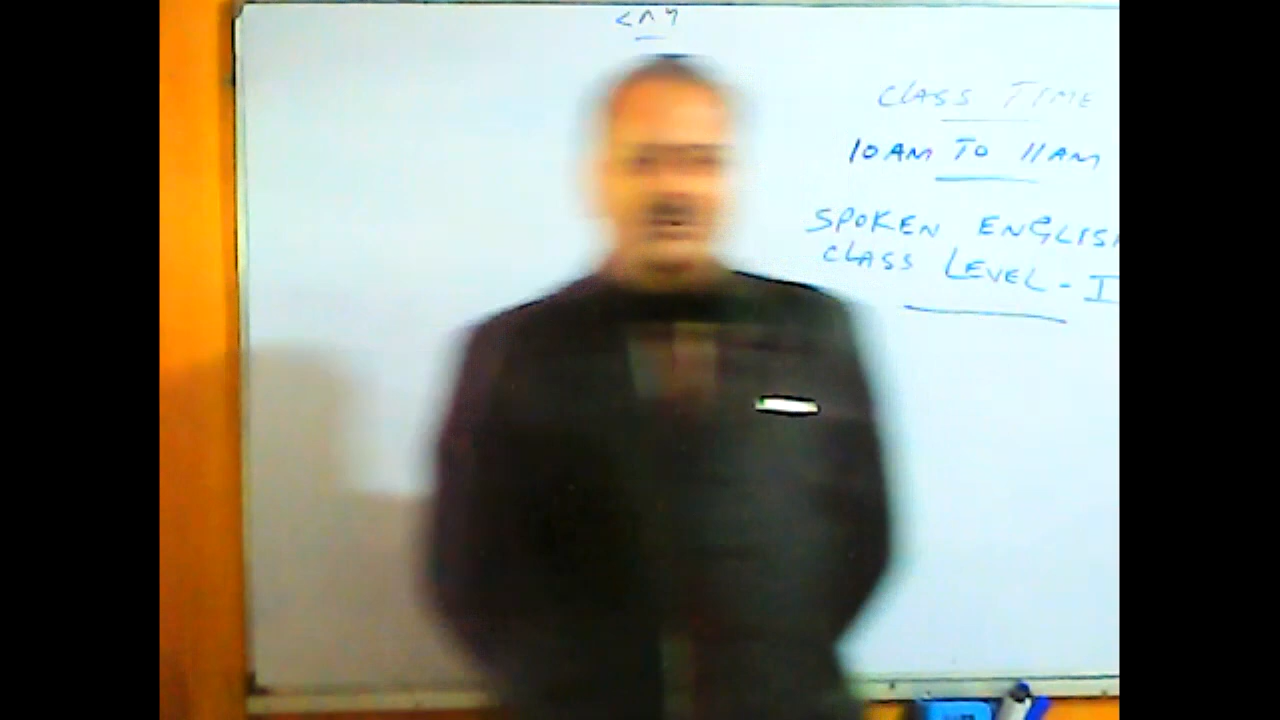 CLASS TIME
10AM TO 11AM
SPOKEN ENGLISH
CLASS LEVEL - I